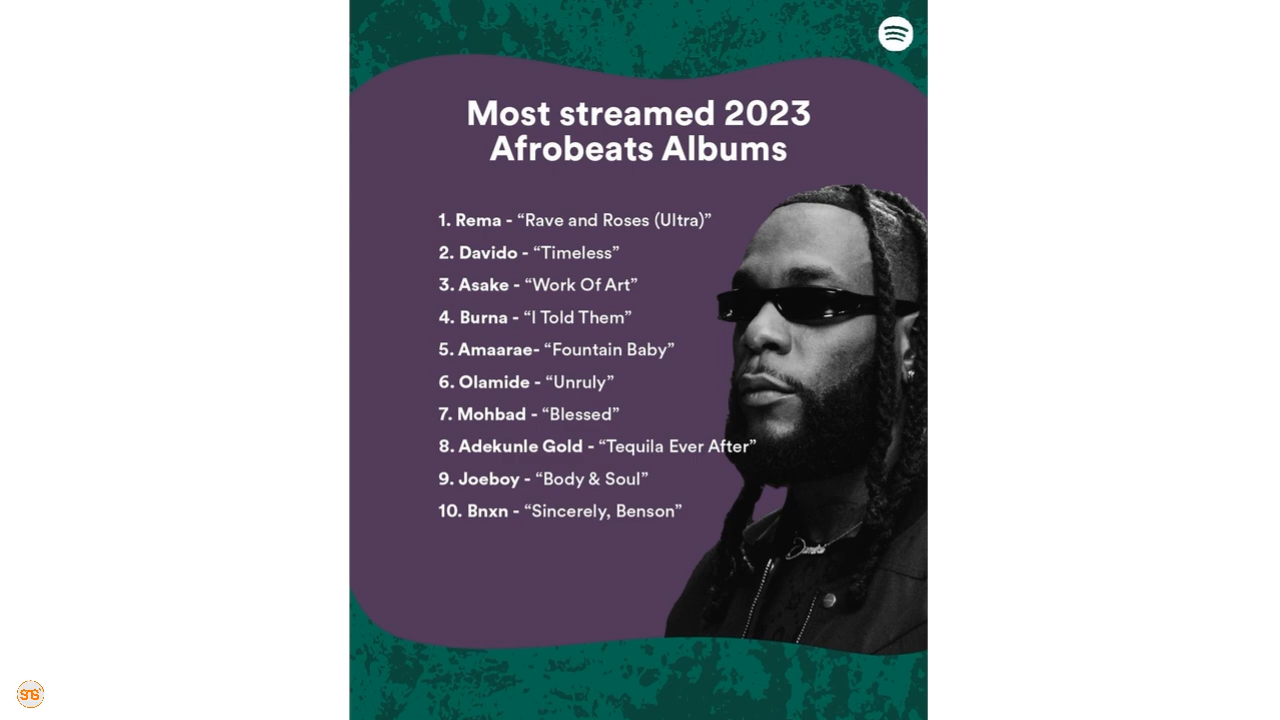 Most streamed 2023
Afrobeats Albums
1. Rema - “Rave and Roses (Ultra)”
2. Davido - “Timeless”
3. Asake - “Work Of Art”
4. Burna - “I Told Them”
5. Amaarae- “Fountain Baby”
6. Olamide - “Unruly”
7. Mohbad - “Blessed”
8. Adekunle Gold - “Tequila Ever After”
9. Joeboy - “Body & Soul”
10. Bnxn - “Sincerely, Benson”
SNS